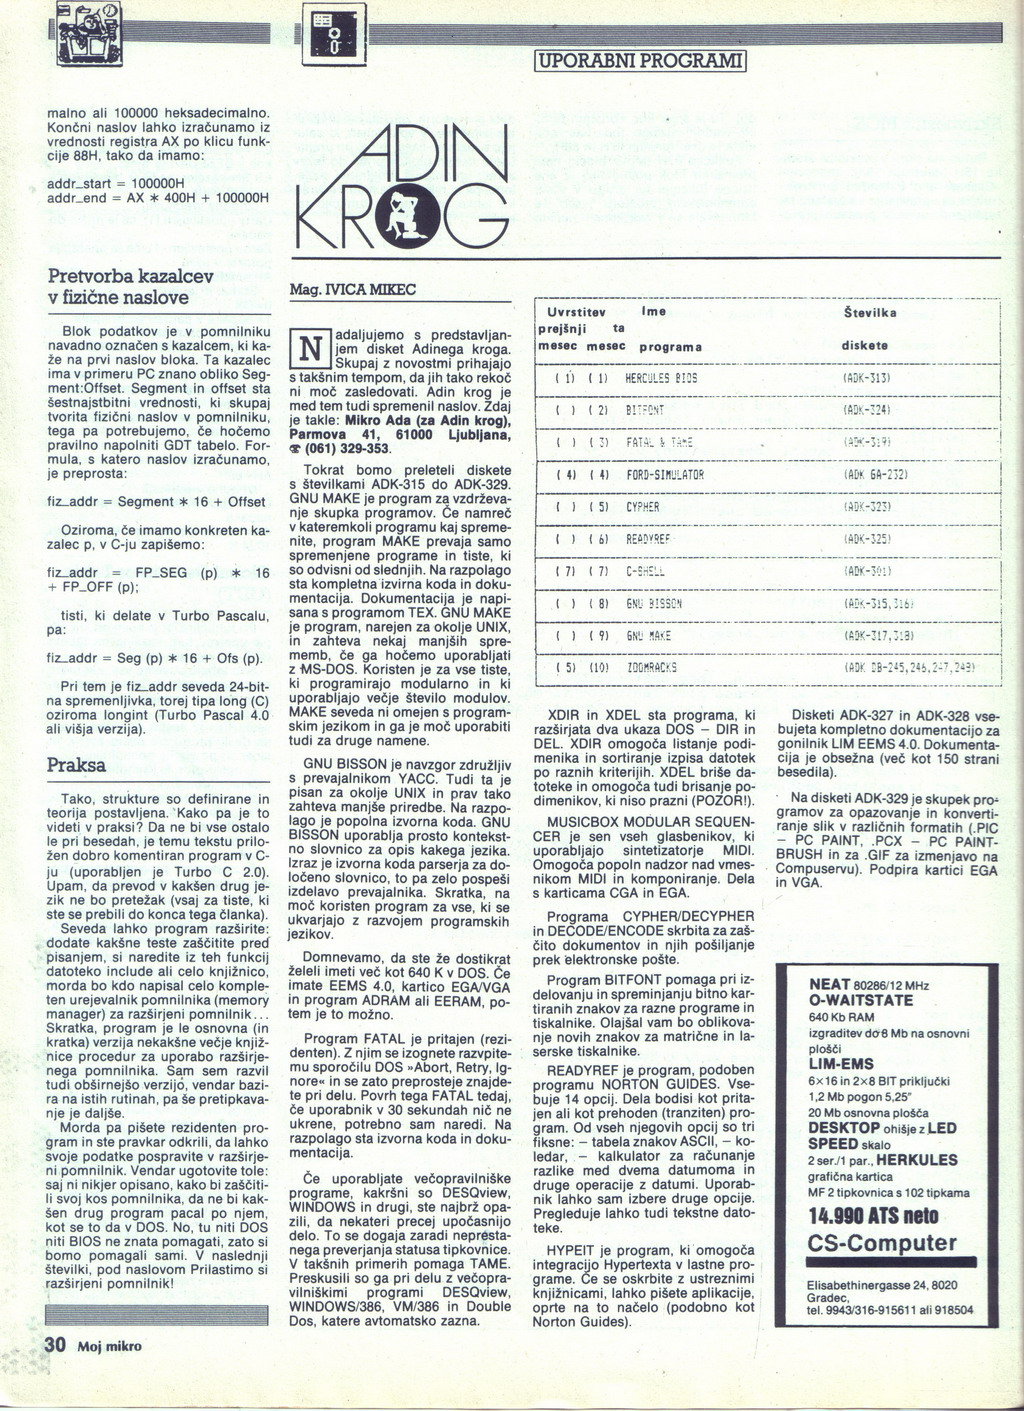 UPORABNI PROGRAMI
malno ali 100000 heksadecimalno.
Končni naslov lahko izračunamo iz
vrednosti registra AX po klicu funk-
cije 88H, tako da imamo:
addr_start = 100000H
addr_end = AX * 400H + 100000H
Pretvorba kazalcev
v fizične naslove
Blok podatkov je v pomnilniku
navadno označen s kazalcem, ki ka-
že na prvi naslov bloka. Ta kazalec
ima v primeru PC znano obliko Seg-
ment:Offset. Segment in offset sta
šestnajstbitni vrednosti, ki skupaj
tvorita fizični naslov v pomnilniku,
tega pa potrebujemo, če hočemo
pravilno napolniti GDT tabelo. For-
mula, s katero naslov izračunamo,
je preprosta:
fiz_addr = Segment * 16 + Offset
Oziroma, če imamo konkreten ka-
zalec p, v C-ju zapišemo:
fiz_addr = FP_SEG (p) * 16
+ FP_OFF (p);
tisti, ki delate v Turbo Pascalu,
pa:
fiz_addr = Seg (p) * 16 + Ofs (p).
Pri tem je fiz_addr seveda 24-bit-
na spremenljivka, torej tipa long (C)
oziroma longint (Turbo Pascal 4.0
ali višja verzija).
Praksa
Tako, strukture so definirane in
teorija postavljena. Kako pa je to
videti v praksi? Da ne bi vse ostalo
le pri besedah, je temu tekstu prilo-
žen dobro komentiran program v C-
ju (uporabljen je Turbo C 2.0).
Upam, da prevod v kakšen drug je-
zik ne bo pretežak (vsaj za tiste, ki
ste se prebili do konca tega članka).
Seveda lahko program razširite:
dodate kakšne teste zaščitite pred
pisanjem, si naredite iz teh funkcij
datoteko include ali celo knjižnico,
morda bo kdo napisal celo komple-
ten urejevalnik pomnilnika (memory
manager) za razširjeni pomnilnik...
Skratka, program je le osnovna (in
kratka) verzija nekakšne večje knjiž-
nice procedur za uporabo razširje-
nega pomnilnika. Sam sem razvil
tudi obširnejšo verzijo, vendar bazi-
ra na istih rutinah, pa še pretipkava-
nje je daljše.
Morda pa pišete rezidenten pro-
gram in ste pravkar odkrili, da lahko
svoje podatke pospravite v razširje-
ni pomnilnik. Vendar ugotovite tole:
saj ni nikjer opisano, kako bi zaščiti-
li svoj kos pomnilnika, da ne bi kak-
šen drug program pacal po njem,
kot se to da v DOS. No, tu niti DOS
niti BIOS ne znata pomagati, zato si
bomo pomagali sami. V naslednji
številki, pod naslovom Prilastimo si
razširjeni pomnilnik!
30 Moj mikro
ADIN
KROG
Mag. IVICA MIKEC
Nadaljujemo s predstavljan-
jem disket Adinega kroga.
Skupaj z novostmi prihajajo
s takšnim tempom, da jih tako rekoč
ni moč zasledovati. Adin krog je
med tem tudi spremenil naslov. Zdaj
je takle: Mikro Ada (za Adin krog),
Parmova 41, 61000 Ljubljana,
☎ (061) 329-353.
Tokrat bomo preleteli diskete
s številkami ADK-315 do ADK-329.
GNU MAKE je program za vzdrževa-
nje skupka programov. Če namreč
v kateremkoli programu kaj spreme-
nite, program MAKE prevaja samo
spremenjene programe in tiste, ki
so odvisni od slednjih. Na razpolago
sta kompletna izvirna koda in doku-
mentacija. Dokumentacija je napi-
sana s programom TEX. GNU MAKE
je program, narejen za okolje UNIX,
in zahteva nekaj manjših spre-
memb, če ga hočemo uporabljati
z MS-DOS. Koristen je za vse tiste,
ki programirajo modularno in ki
uporabljajo večje število modulov.
MAKE seveda ni omejen s program-
skim jezikom in ga je moč uporabiti
tudi za druge namene.
GNU BISSON je navzgor združljiv
s prevajalnikom YACC. Tudi ta je
pisan za okolje UNIX in prav tako
zahteva manjše priredbe. Na razpo-
lago je popolna izvorna koda. GNU
BISSON uporablja prosto kontekst-
no slovnico za opis kakega jezika.
Izraz je izvorna koda parserja za do-
ločeno slovnico, to pa zelo pospeši
izdelavo prevajalnika. Skratka, na
moč koristen program za vse, ki se
ukvarjajo z razvojem programskih
jezikov.
Domnevamo, da ste že dostikrat
želeli imeti več kot 640 K v DOS. Če
imate EEMS 4.0, kartico EGA/VGA
in program ADRAM ali EERAM, po-
tem je to možno.
Program FATAL je pritajen (rezi-
denten). Z njim se izognete razvpite-
mu sporočilu DOS »Abort, Retry, Ig-
nore« in se zato preprosteje znajde-
te pri delu. Povrh tega FATAL tedaj,
če uporabnik v 30 sekundah nič ne
ukrene, potrebno sam naredi. Na
razpolago sta izvorna koda in doku-
mentacija.
Če uporabljate večopravilniške
programe, kakršni so DESQview,
WINDOWS in drugi, ste najbrž opa-
zili, da nekateri precej upočasnijo
delo. To se dogaja zaradi neprésta-
nega preverjanja statusa tipkovnice.
V takšnih primerih pomaga TAME.
Preskusili so ga pri delu z večopra-
vilniškimi programi DESQview,
WINDOWS/386, VM/386 in Double
Dos, katere avtomatsko zazna.
Uvrstitev Ime Številka
prejšnji ta
mesec mesec programa diskete
( 1) ( 1) HERCULES BIOS (ADK-313)
( ) ( 2) BITFONT (ADK-324)
( ) ( 3) FATAL & TAME (ADK-319)
( 4) ( 4) FORD-SIMULATOR (ADK GA-232)
( ) ( 5) CYPHER (ADK-323)
( ) ( 6) READYREF (ADK-325)
( 7) ( 7) C-SHELL (ADK-301)
( ) ( 8) GNU BISSON (ADK-315,316)
( ) ( 9) GNU MAKE (ADK-317,318)
( 5) (10) ZOOMRACKS (ADK DB-245,246,247,248)
XDIR in XDEL sta programa, ki
razširjata dva ukaza DOS – DIR in
DEL. XDIR omogoča listanje podi-
menika in sortiranje izpisa datotek
po raznih kriterijih. XDEL briše da-
toteke in omogoča tudi brisanje po-
dimenikov, ki niso prazni (POZOR!).
MUSICBOX MODULAR SEQUEN-
CER je sen vseh glasbenikov, ki
uporabljajo sintetizatorje MIDI.
Omogoča popoln nadzor nad vmes-
nikom MIDI in komponiranje. Dela
s karticama CGA in EGA.
Programa CYPHER/DECYPHER
in DECODE/ENCODE skrbita za zaš-
čito dokumentov in njih pošiljanje
prek elektronske pošte.
Program BITFONT pomaga pri iz-
delovanju in spreminjanju bitno kar-
tiranih znakov za razne programe in
tiskalnike. Olajšal vam bo oblikova-
nje novih znakov za matrične in la-
serske tiskalnike.
READYREF je program, podoben
programu NORTON GUIDES. Vse-
buje 14 opcij. Dela bodisi kot prita-
jen ali kot prehoden (tranziten) pro-
gram. Od vseh njegovih opcij so tri
fiksne: – tabela znakov ASCII, – ko-
ledar, – kalkulator za računanje
razlike med dvema datumoma in
druge operacije z datumi. Uporab-
nik lahko sam izbere druge opcije.
Pregleduje lahko tudi tekstne dato-
teke.
HYPEIT je program, ki omogoča
integracijo Hypertexta v lastne pro-
grame. Če se oskrbite z ustreznimi
knjižnicami, lahko pišete aplikacije,
oprte na to načelo (podobno kot
Norton Guides).
Disketi ADK-327 in ADK-328 vse-
bujeta kompletno dokumentacijo za
gonilnik LIM EEMS 4.0. Dokumenta-
cija je obsežna (več kot 150 strani
besedila).
Na disketi ADK-329 je skupek pro-
gramov za opazovanje in konverti-
ranje slik v različnih formatih (.PIC
– PC PAINT, .PCX – PC PAINT-
BRUSH in za .GIF za izmenjavo na
Compuservu). Podpira kartici EGA
in VGA.
NEAT 80286/12 MHz
O-WAITSTATE
640 Kb RAM
izgraditev do 8 Mb na osnovni
plošči
LIM-EMS
6×16 in 2×8 BIT priključki
1,2 Mb pogon 5,25"
20 Mb osnovna plošča
DESKTOP ohišje z LED
SPEED skalo
2 ser./1 par., HERKULES
grafična kartica
MF 2 tipkovnica s 102 tipkama
14.990 ATS neto
CS-Computer
Elisabethinergasse 24, 8020
Gradec,
tel. 9943/316-915611 ali 918504